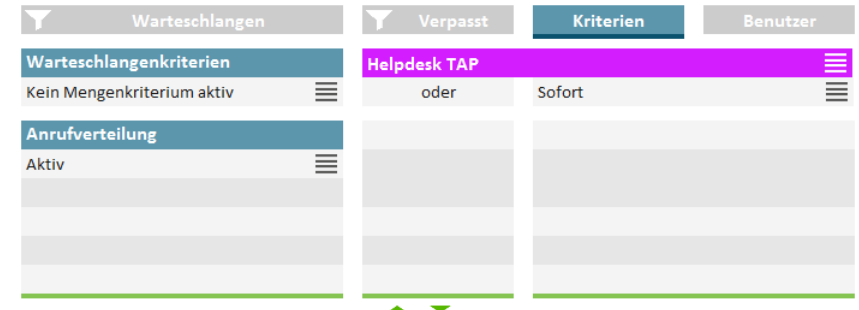 Warteschlangen
Verpasst
Kriterien
Benutzer
Warteschlangenkriterien
Helpdesk TAP
Kein Mengenkriterium aktiv
oder
Sofort
Anrufverteilung
Aktiv